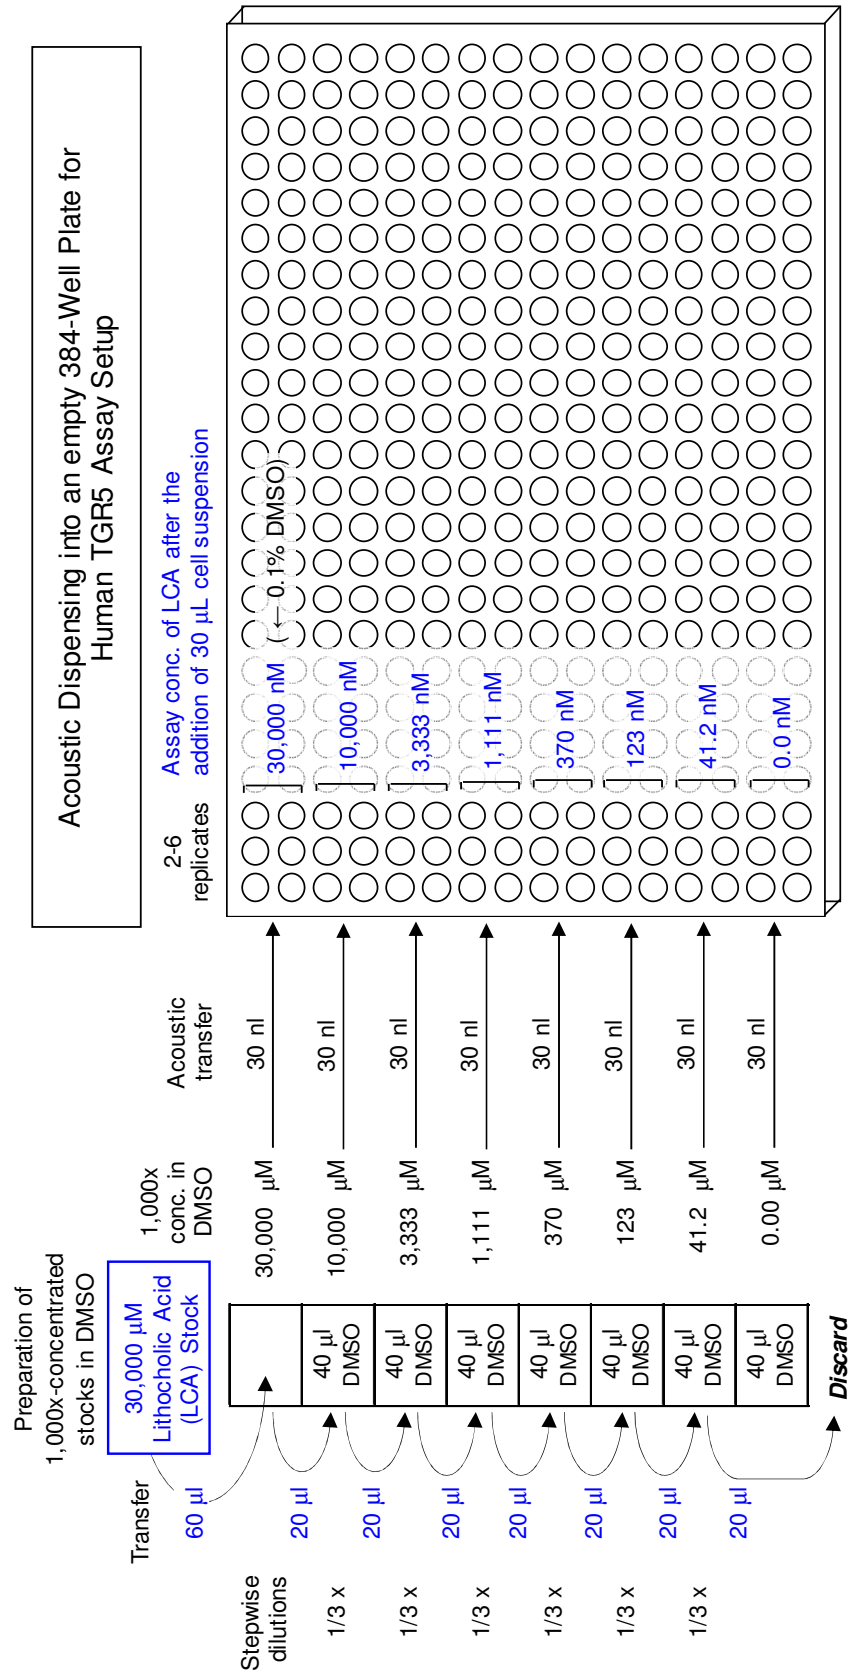 Acoustic Dispensing into an empty 384-Well Plate for
Human TGR5 Assay Setup
Preparation of
1,000x-concentrated
stocks in DMSO
30,000 μM
Lithocholic Acid
(LCA) Stock
1,000x
conc. in
DMSO
Acoustic
transfer
2-6
replicates
Assay conc. of LCA after the
addition of 30 μL cell suspension
Transfer
60 μl
Stepwise
dilutions
30,000 μM
30 nl
30,000 nM
(← 0.1% DMSO)
20 μl
1/3 x
40 μl
DMSO
10,000 μM
30 nl
10,000 nM
20 μl
1/3 x
40 μl
DMSO
3,333 μM
30 nl
3,333 nM
20 μl
1/3 x
40 μl
DMSO
1,111 μM
30 nl
1,111 nM
20 μl
1/3 x
40 μl
DMSO
370 μM
30 nl
370 nM
20 μl
1/3 x
40 μl
DMSO
123 μM
30 nl
123 nM
20 μl
1/3 x
40 μl
DMSO
41.2 μM
30 nl
41.2 nM
20 μl
40 μl
DMSO
0.00 μM
30 nl
0.0 nM
Discard